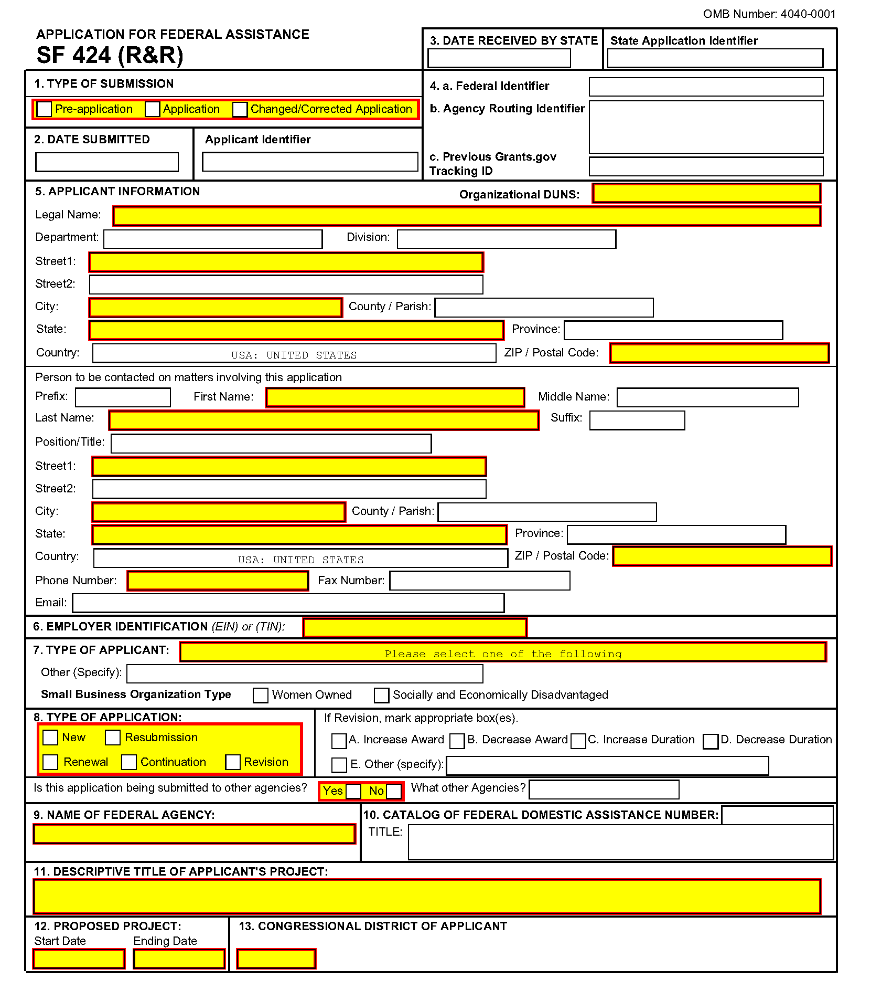 OMB Number: 4040-0001
APPLICATION FOR FEDERAL ASSISTANCE
SF 424 (R&R)
3. DATE RECEIVED BY STATE
State Application Identifier
1. TYPE OF SUBMISSION
Pre-application Application Changed/Corrected Application
4. a. Federal Identifier
b. Agency Routing Identifier
2. DATE SUBMITTED
Applicant Identifier
c. Previous Grants.gov
Tracking ID
5. APPLICANT INFORMATION
Organizational DUNS:
Legal Name:
Department: Division:
Street1:
Street2:
City: County / Parish:
State: Province:
Country: USA: UNITED STATES ZIP / Postal Code:
Person to be contacted on matters involving this application
Prefix: First Name: Middle Name:
Last Name: Suffix:
Position/Title:
Street1:
Street2:
City: County / Parish:
State: Province:
Country: USA: UNITED STATES ZIP / Postal Code:
Phone Number: Fax Number:
Email:
6. EMPLOYER IDENTIFICATION (EIN) or (TIN):
7. TYPE OF APPLICANT: Please select one of the following
Other (Specify):
Small Business Organization Type Women Owned Socially and Economically Disadvantaged
8. TYPE OF APPLICATION:
New Resubmission
Renewal Continuation Revision
If Revision, mark appropriate box(es).
A. Increase Award B. Decrease Award C. Increase Duration D. Decrease Duration
E. Other (specify):
Is this application being submitted to other agencies? Yes No What other Agencies?
9. NAME OF FEDERAL AGENCY:
10. CATALOG OF FEDERAL DOMESTIC ASSISTANCE NUMBER:
TITLE:
11. DESCRIPTIVE TITLE OF APPLICANT'S PROJECT:
12. PROPOSED PROJECT:
Start Date Ending Date
13. CONGRESSIONAL DISTRICT OF APPLICANT